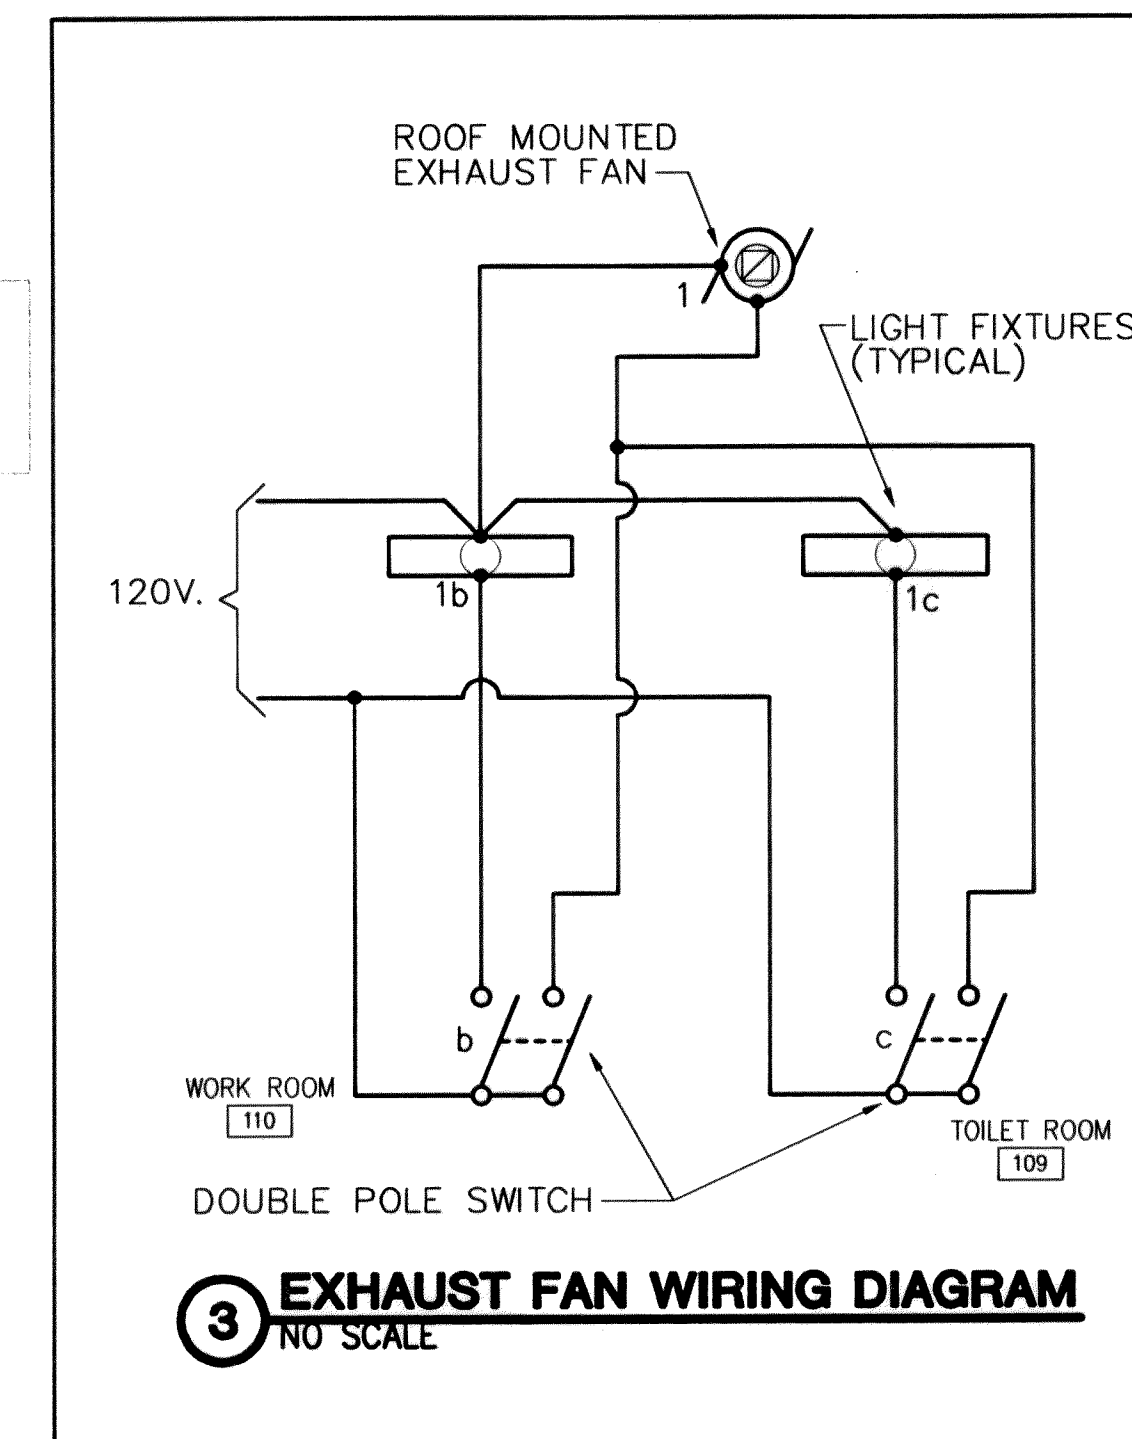 ROOF MOUNTED
EXHAUST FAN
1
LIGHT FIXTURES
(TYPICAL)
120V.
1b
1c
b
c
WORK ROOM
110
TOILET ROOM
109
DOUBLE POLE SWITCH
3
EXHAUST FAN WIRING DIAGRAM
NO SCALE